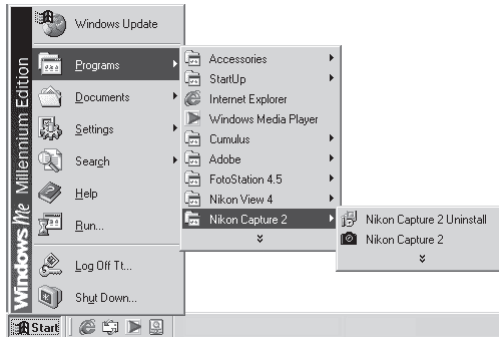 Windows Me Millennium Edition
Windows Update
Programs
Documents
Settings
Search
Help
Run...
Log Off Tt...
Shut Down...
Accessories
StartUp
Internet Explorer
Windows Media Player
Cumulus
Adobe
FotoStation 4.5
Nikon View 4
Nikon Capture 2
Nikon Capture 2 Uninstall
Nikon Capture 2
Start